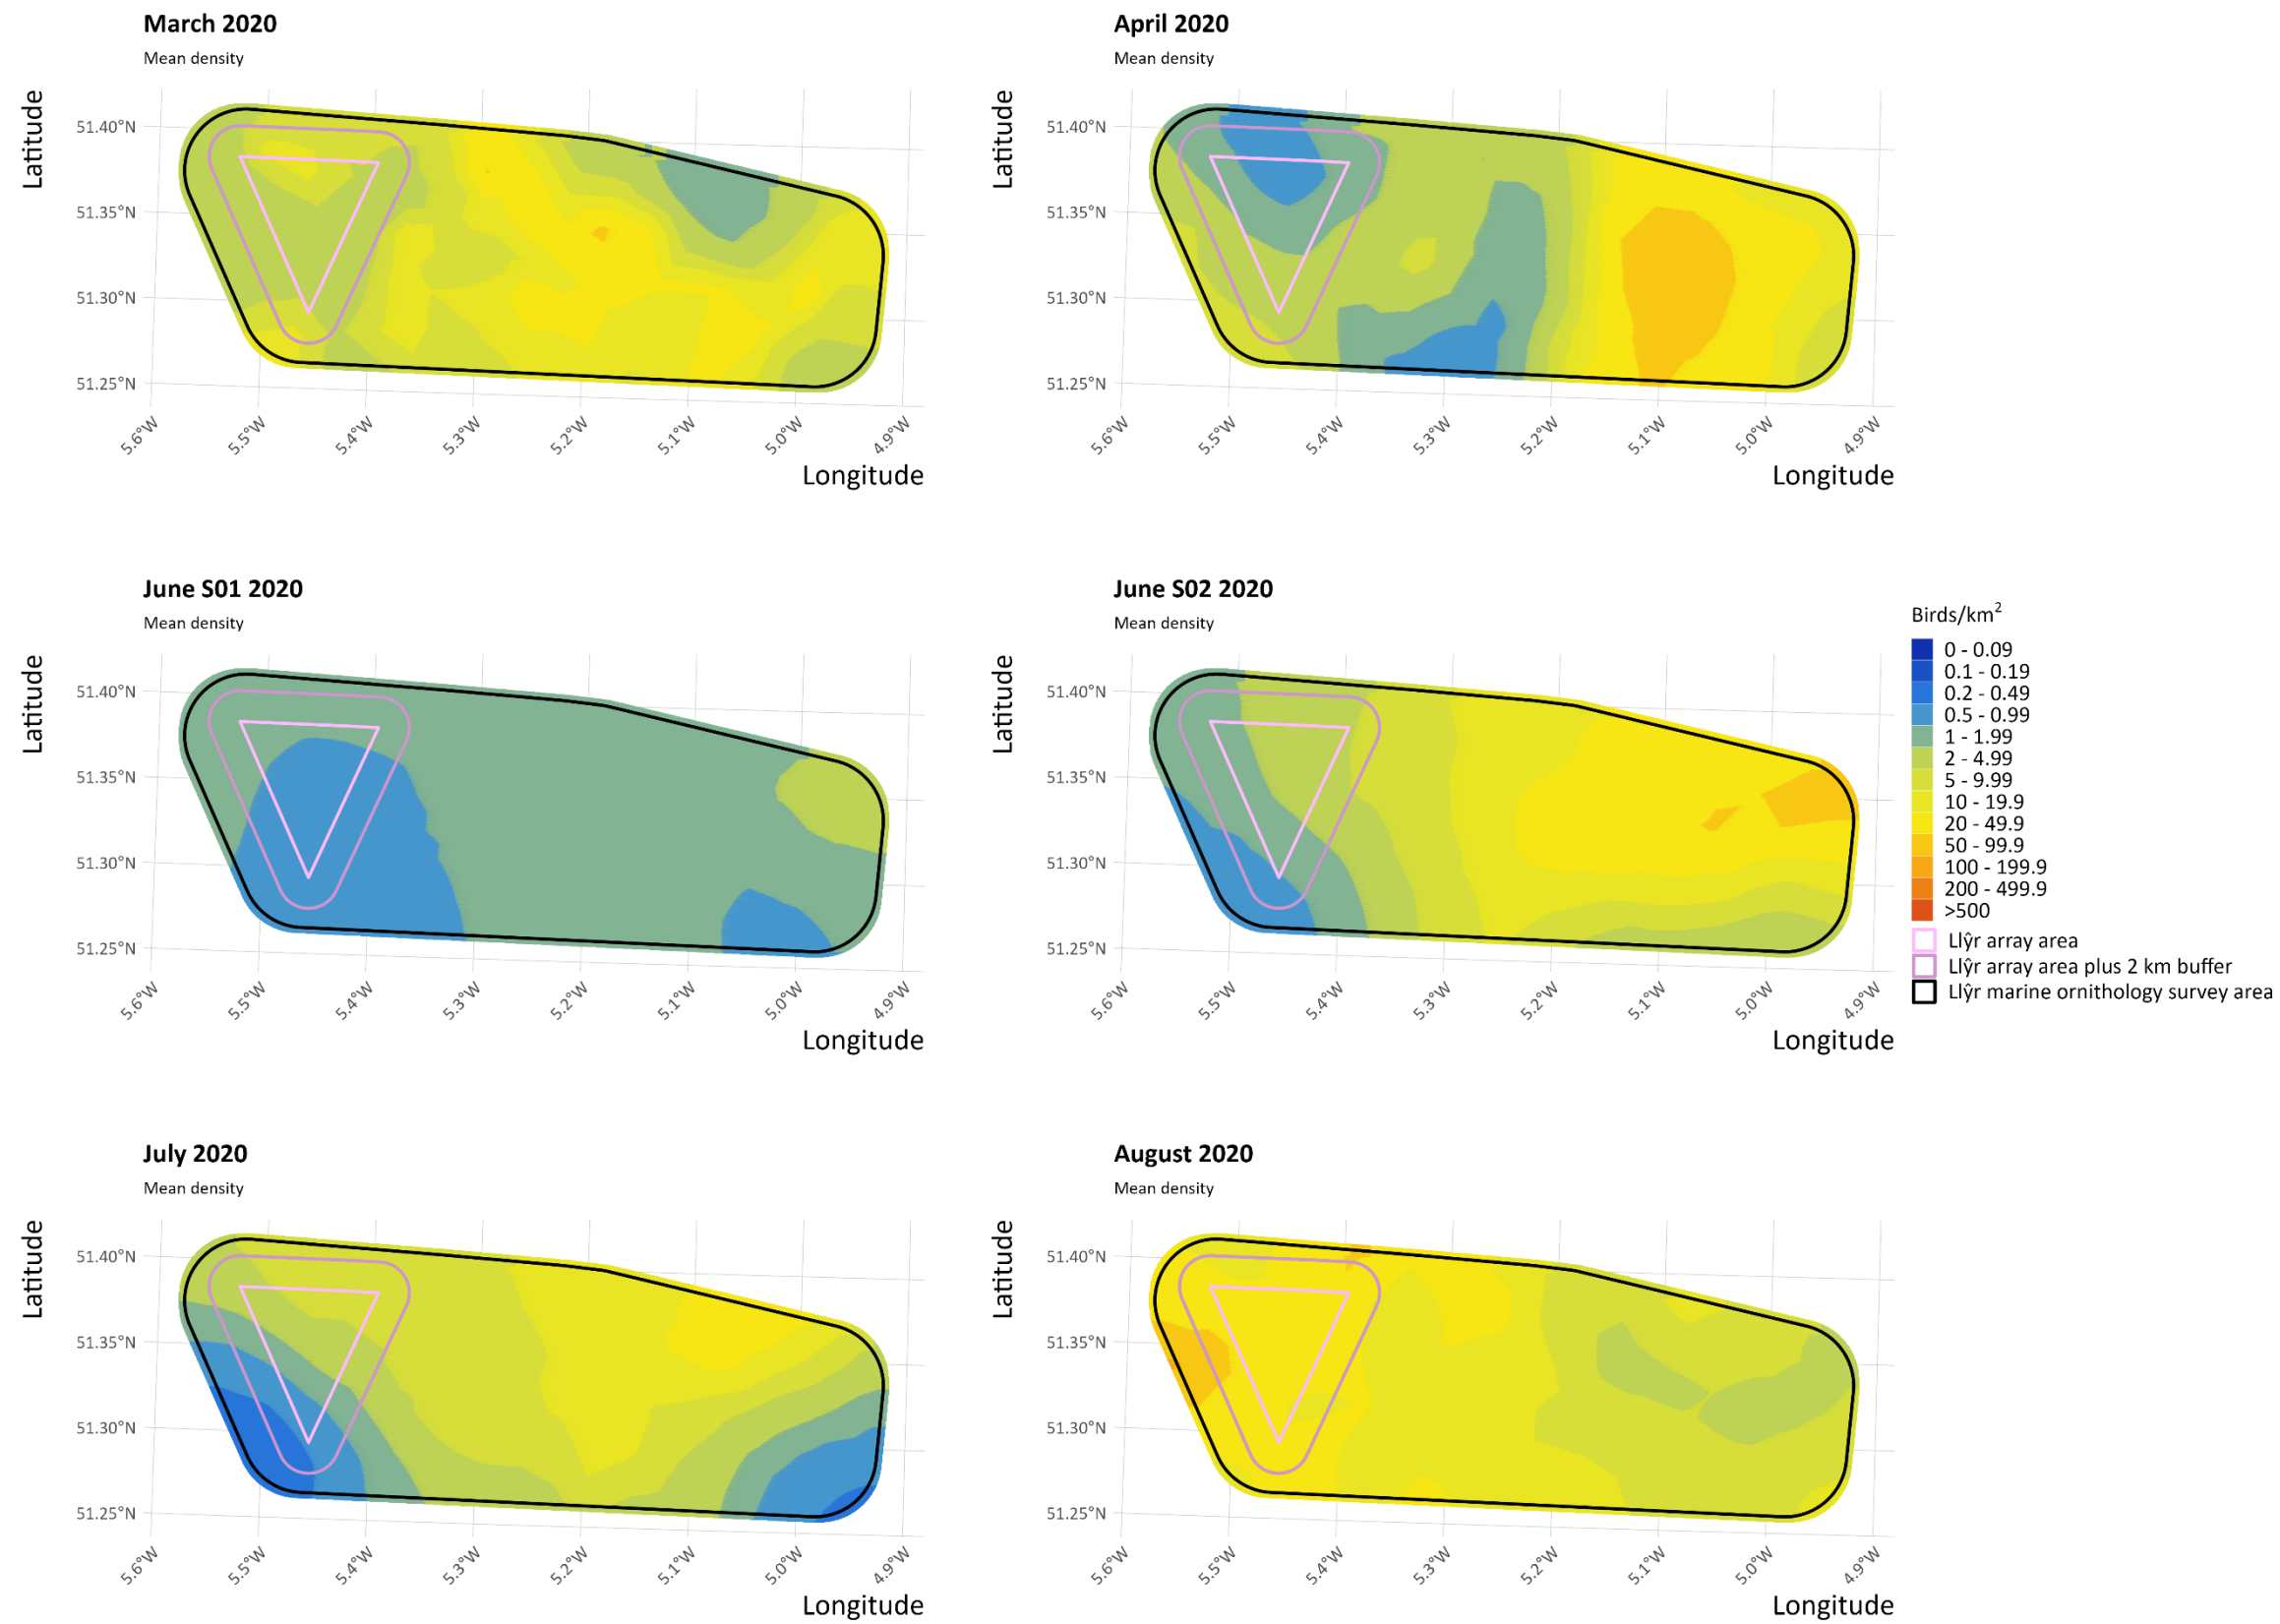 March 2020
Mean density
Latitude
51.40°N
51.35°N
51.30°N
51.25°N
5.6°W
5.5°W
5.4°W
5.3°W
5.2°W
5.1°W
5.0°W
4.9°W
Longitude
April 2020
Mean density
Latitude
51.40°N
51.35°N
51.30°N
51.25°N
5.6°W
5.5°W
5.4°W
5.3°W
5.2°W
5.1°W
5.0°W
4.9°W
Longitude
June S01 2020
Mean density
Latitude
51.40°N
51.35°N
51.30°N
51.25°N
5.6°W
5.5°W
5.4°W
5.3°W
5.2°W
5.1°W
5.0°W
4.9°W
Longitude
June S02 2020
Mean density
Latitude
51.40°N
51.35°N
51.30°N
51.25°N
5.6°W
5.5°W
5.4°W
5.3°W
5.2°W
5.1°W
5.0°W
4.9°W
Longitude
Birds/km²
0 - 0.09
0.1 - 0.19
0.2 - 0.49
0.5 - 0.99
1 - 1.99
2 - 4.99
5 - 9.99
10 - 19.9
20 - 49.9
50 - 99.9
100 - 199.9
200 - 499.9
>500
Llŷr array area
Llŷr array area plus 2 km buffer
Llŷr marine ornithology survey area
July 2020
Mean density
Latitude
51.40°N
51.35°N
51.30°N
51.25°N
5.6°W
5.5°W
5.4°W
5.3°W
5.2°W
5.1°W
5.0°W
4.9°W
Longitude
August 2020
Mean density
Latitude
51.40°N
51.35°N
51.30°N
51.25°N
5.6°W
5.5°W
5.4°W
5.3°W
5.2°W
5.1°W
5.0°W
4.9°W
Longitude